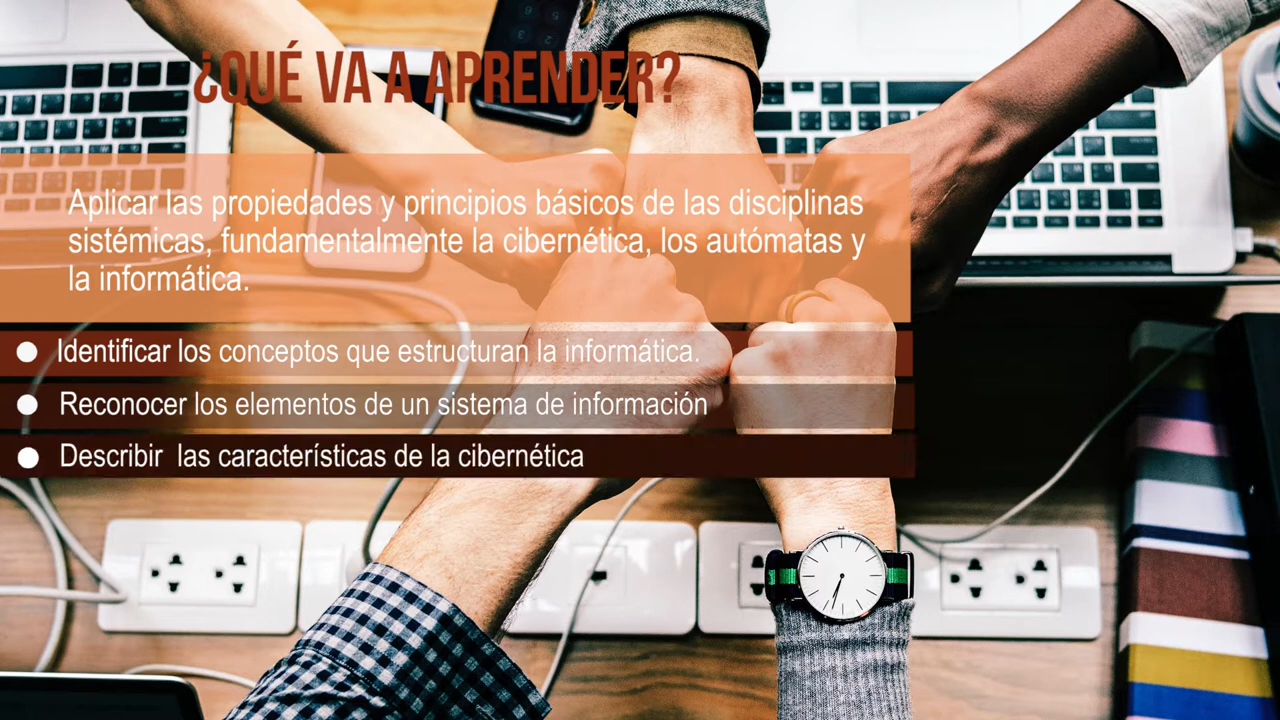 ¿QUÉ VA A APRENDER?
Aplicar las propiedades y principios básicos de las disciplinas
sistémicas, fundamentalmente la cibernética, los autómatas y
la informática.
Identificar los conceptos que estructuran la informática.
Reconocer los elementos de un sistema de información
Describir las características de la cibernética